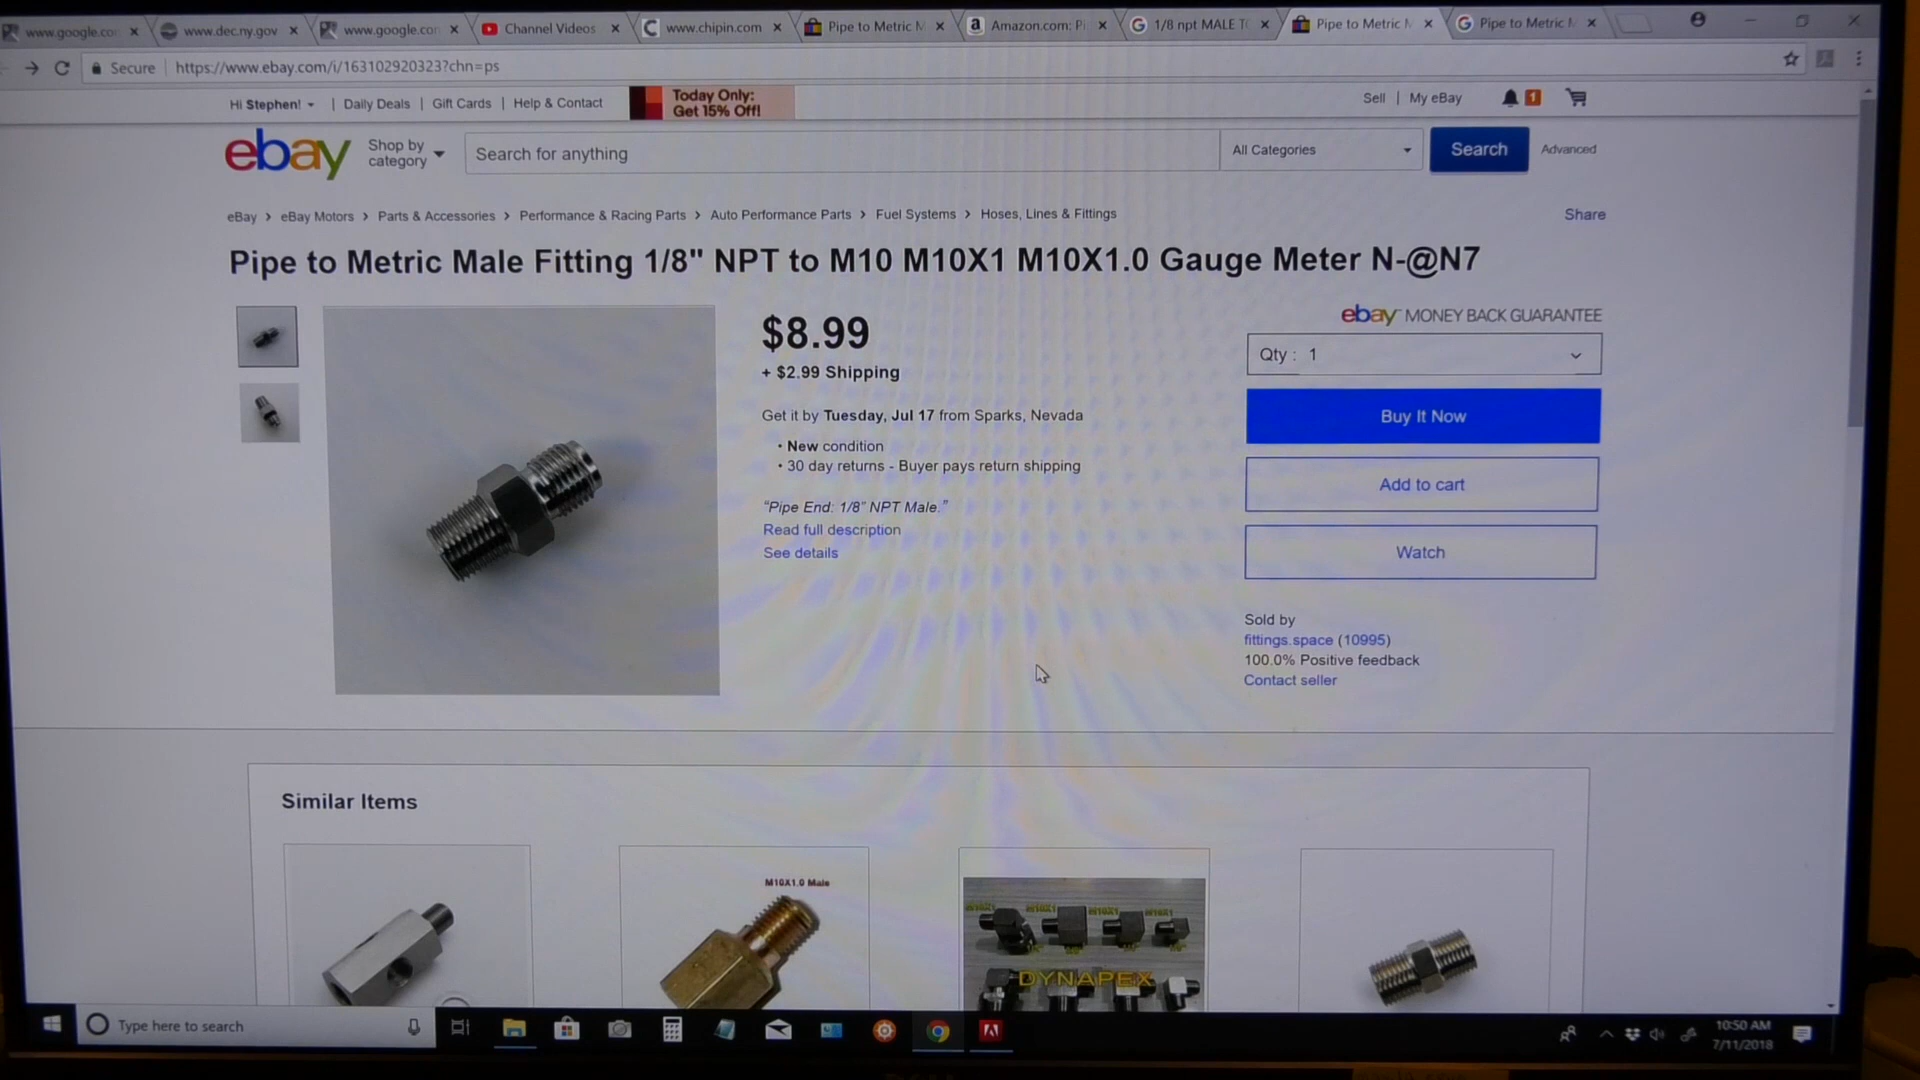 www.google.co
www.dec.ny.gov
www.google.con
Channel Videos
www.chipin.com
Pipe to Metric M
Amazon.com: Pi
1/8 npt MALE TO
Pipe to Metric M
Pipe to Metric M
Secure
https://www.ebay.com/i/163102920323?chn=ps
Hi Stephen! | Daily Deals | Gift Cards | Help & Contact
Today Only:
Get 15% Off!
Sell | My eBay
1
ebay
Shop by
category
Search for anything
All Categories
Search
Advanced
eBay > eBay Motors > Parts & Accessories > Performance & Racing Parts > Auto Performance Parts > Fuel Systems > Hoses, Lines & Fittings
Share
Pipe to Metric Male Fitting 1/8" NPT to M10 M10X1 M10X1.0 Gauge Meter N-@N7
$8.99
+ $2.99 Shipping
Get it by Tuesday, Jul 17 from Sparks, Nevada
• New condition
• 30 day returns - Buyer pays return shipping
“Pipe End: 1/8” NPT Male.”
Read full description
See details
ebay MONEY BACK GUARANTEE
Qty : 1
Buy It Now
Add to cart
Watch
Sold by
fittings.space (10995)
100.0% Positive feedback
Contact seller
Similar Items
M10X1.0 Male
M10X1 M10X1 M10X1 M10X1
DYNAPEX
Type here to search
10:50 AM
7/11/2018